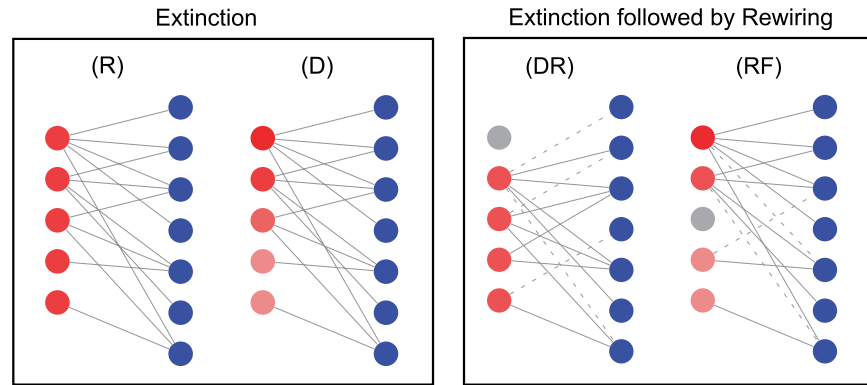 Extinction
(R)
(D)
Extinction followed by Rewiring
(DR)
(RF)